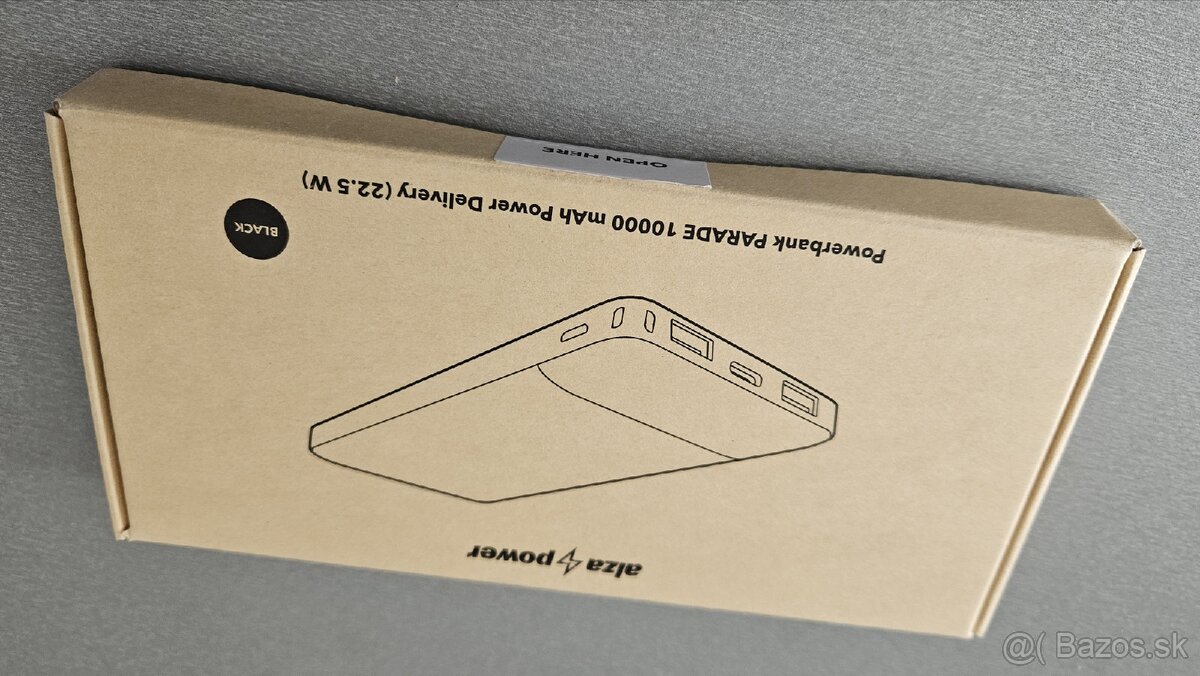 alza power
Powerbank PARADE 10000 mAh Power Delivery (22.5 W)
BLACK
OPEN HERE
@( Bazos.sk